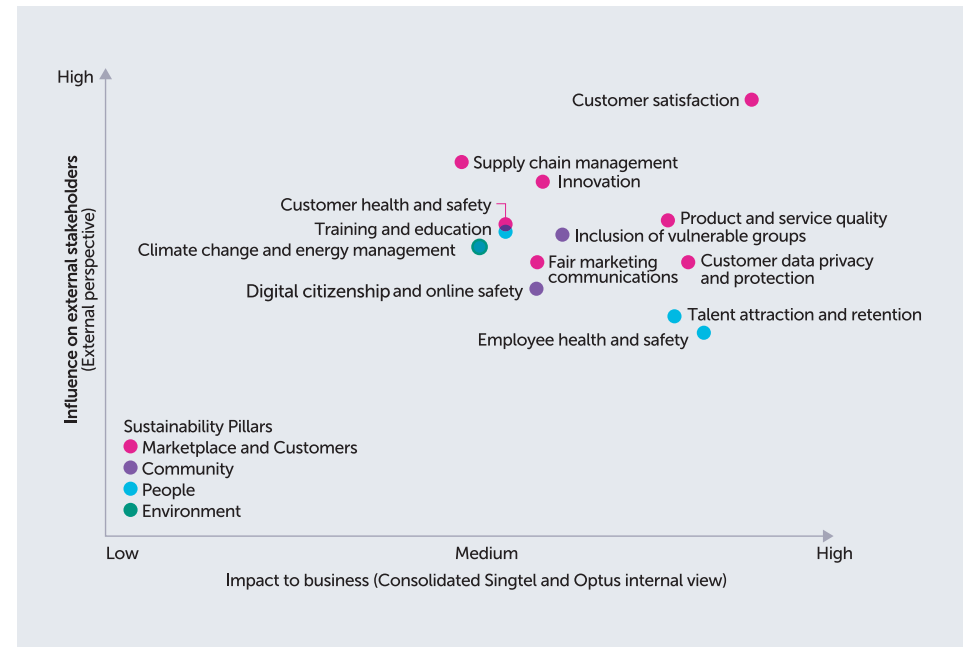 High
Influence on external stakeholders
(External perspective)
Customer satisfaction
Supply chain management
Innovation
Customer health and safety
Training and education
Climate change and energy management
Product and service quality
Inclusion of vulnerable groups
Fair marketing
communications
Customer data privacy
and protection
Digital citizenship and online safety
Talent attraction and retention
Employee health and safety
Sustainability Pillars
Marketplace and Customers
Community
People
Environment
Low
Medium
High
Impact to business (Consolidated Singtel and Optus internal view)